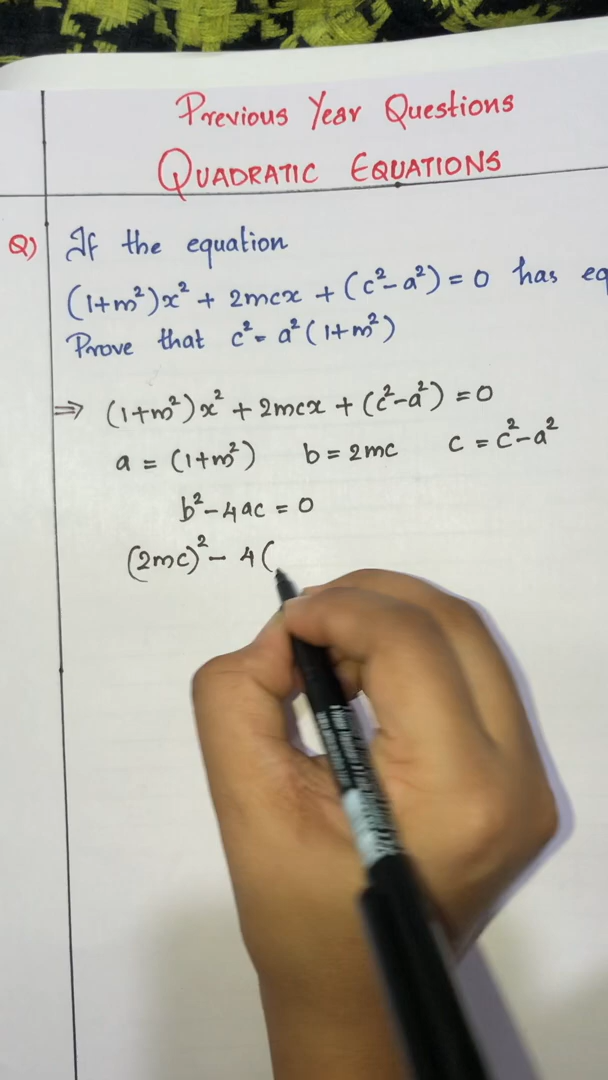 Previous Year Questions
QUADRATIC EQUATIONS
Q) If the equation
(1+m²)x² + 2mcx + (c²-a²) = 0 has eq
Prove that c² = a²(1+m²)
⇒ (1+m²)x² + 2mcx + (c²-a²) = 0
a = (1+m²) b = 2mc c = c²-a²
b²-4ac = 0
(2mc)² - 4(